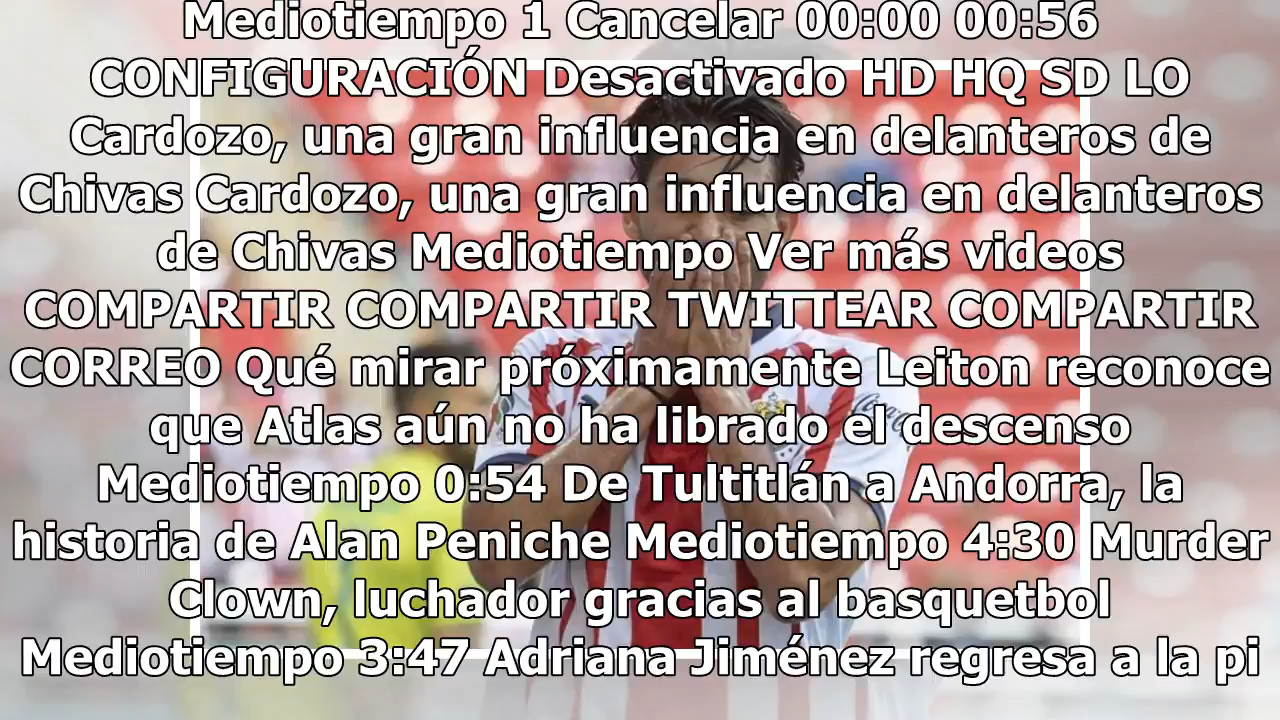 Mediotiempo 1 Cancelar 00:00 00:56
CONFIGURACIÓN Desactivado HD HQ SD LO
Cardozo, una gran influencia en delanteros de
Chivas Cardozo, una gran influencia en delanteros
de Chivas Mediotiempo Ver más videos
COMPARTIR COMPARTIR TWITTEAR COMPARTIR
CORREO Qué mirar próximamente Leiton reconoce
que Atlas aún no ha librado el descenso
Mediotiempo 0:54 De Tultitlán a Andorra, la
historia de Alan Peniche Mediotiempo 4:30 Murder
Clown, luchador gracias al basquetbol
Mediotiempo 3:47 Adriana Jiménez regresa a la pi